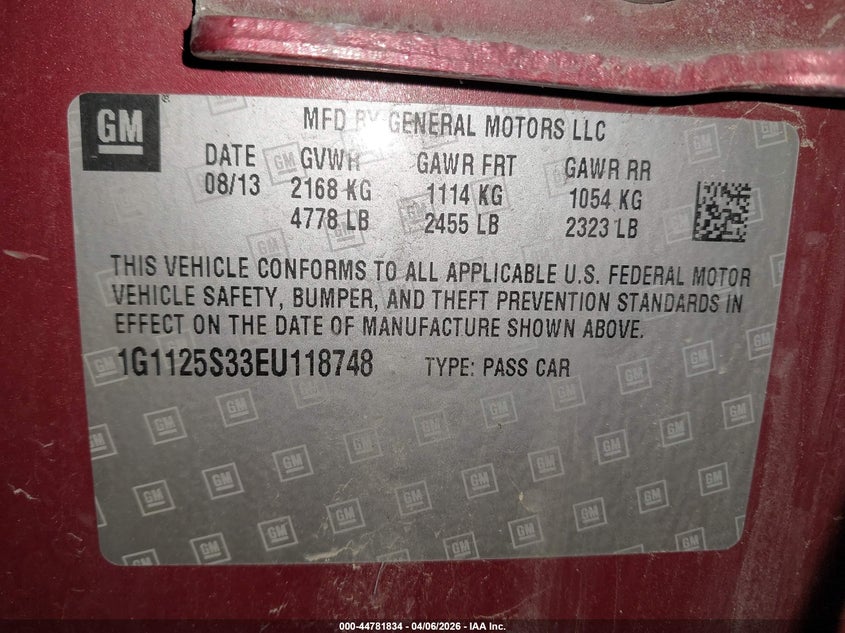 GM
MFD BY GENERAL MOTORS LLC
DATE GVWR GAWR FRT GAWR RR
08/13 2168 KG 1114 KG 1054 KG
4778 LB 2455 LB 2323 LB
THIS VEHICLE CONFORMS TO ALL APPLICABLE U.S. FEDERAL MOTOR
VEHICLE SAFETY, BUMPER, AND THEFT PREVENTION STANDARDS IN
EFFECT ON THE DATE OF MANUFACTURE SHOWN ABOVE.
1G1125S33EU118748 TYPE: PASS CAR
000-44781834 - 04/06/2026 - IAA Inc.